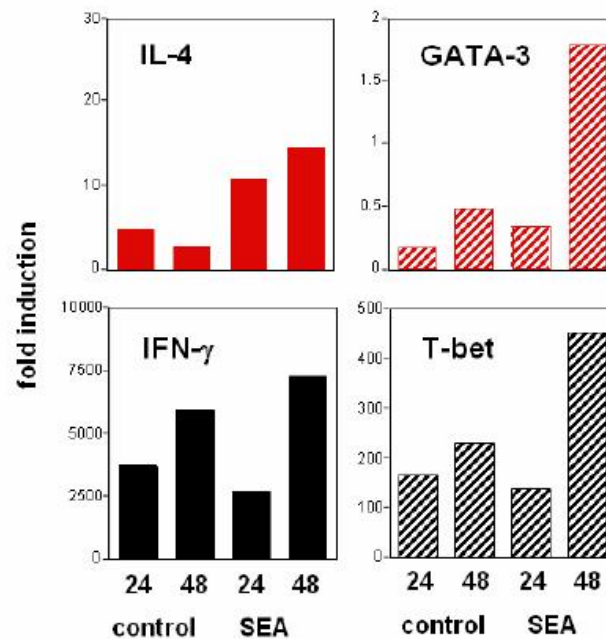 fold induction
IL-4
30
20
10
0
GATA-3
2
1.5
1
0.5
0
IFN-γ
10000
7500
5000
2500
0
T-bet
500
400
300
200
100
0
24 48 24 48
control SEA
24 48 24 48
control SEA